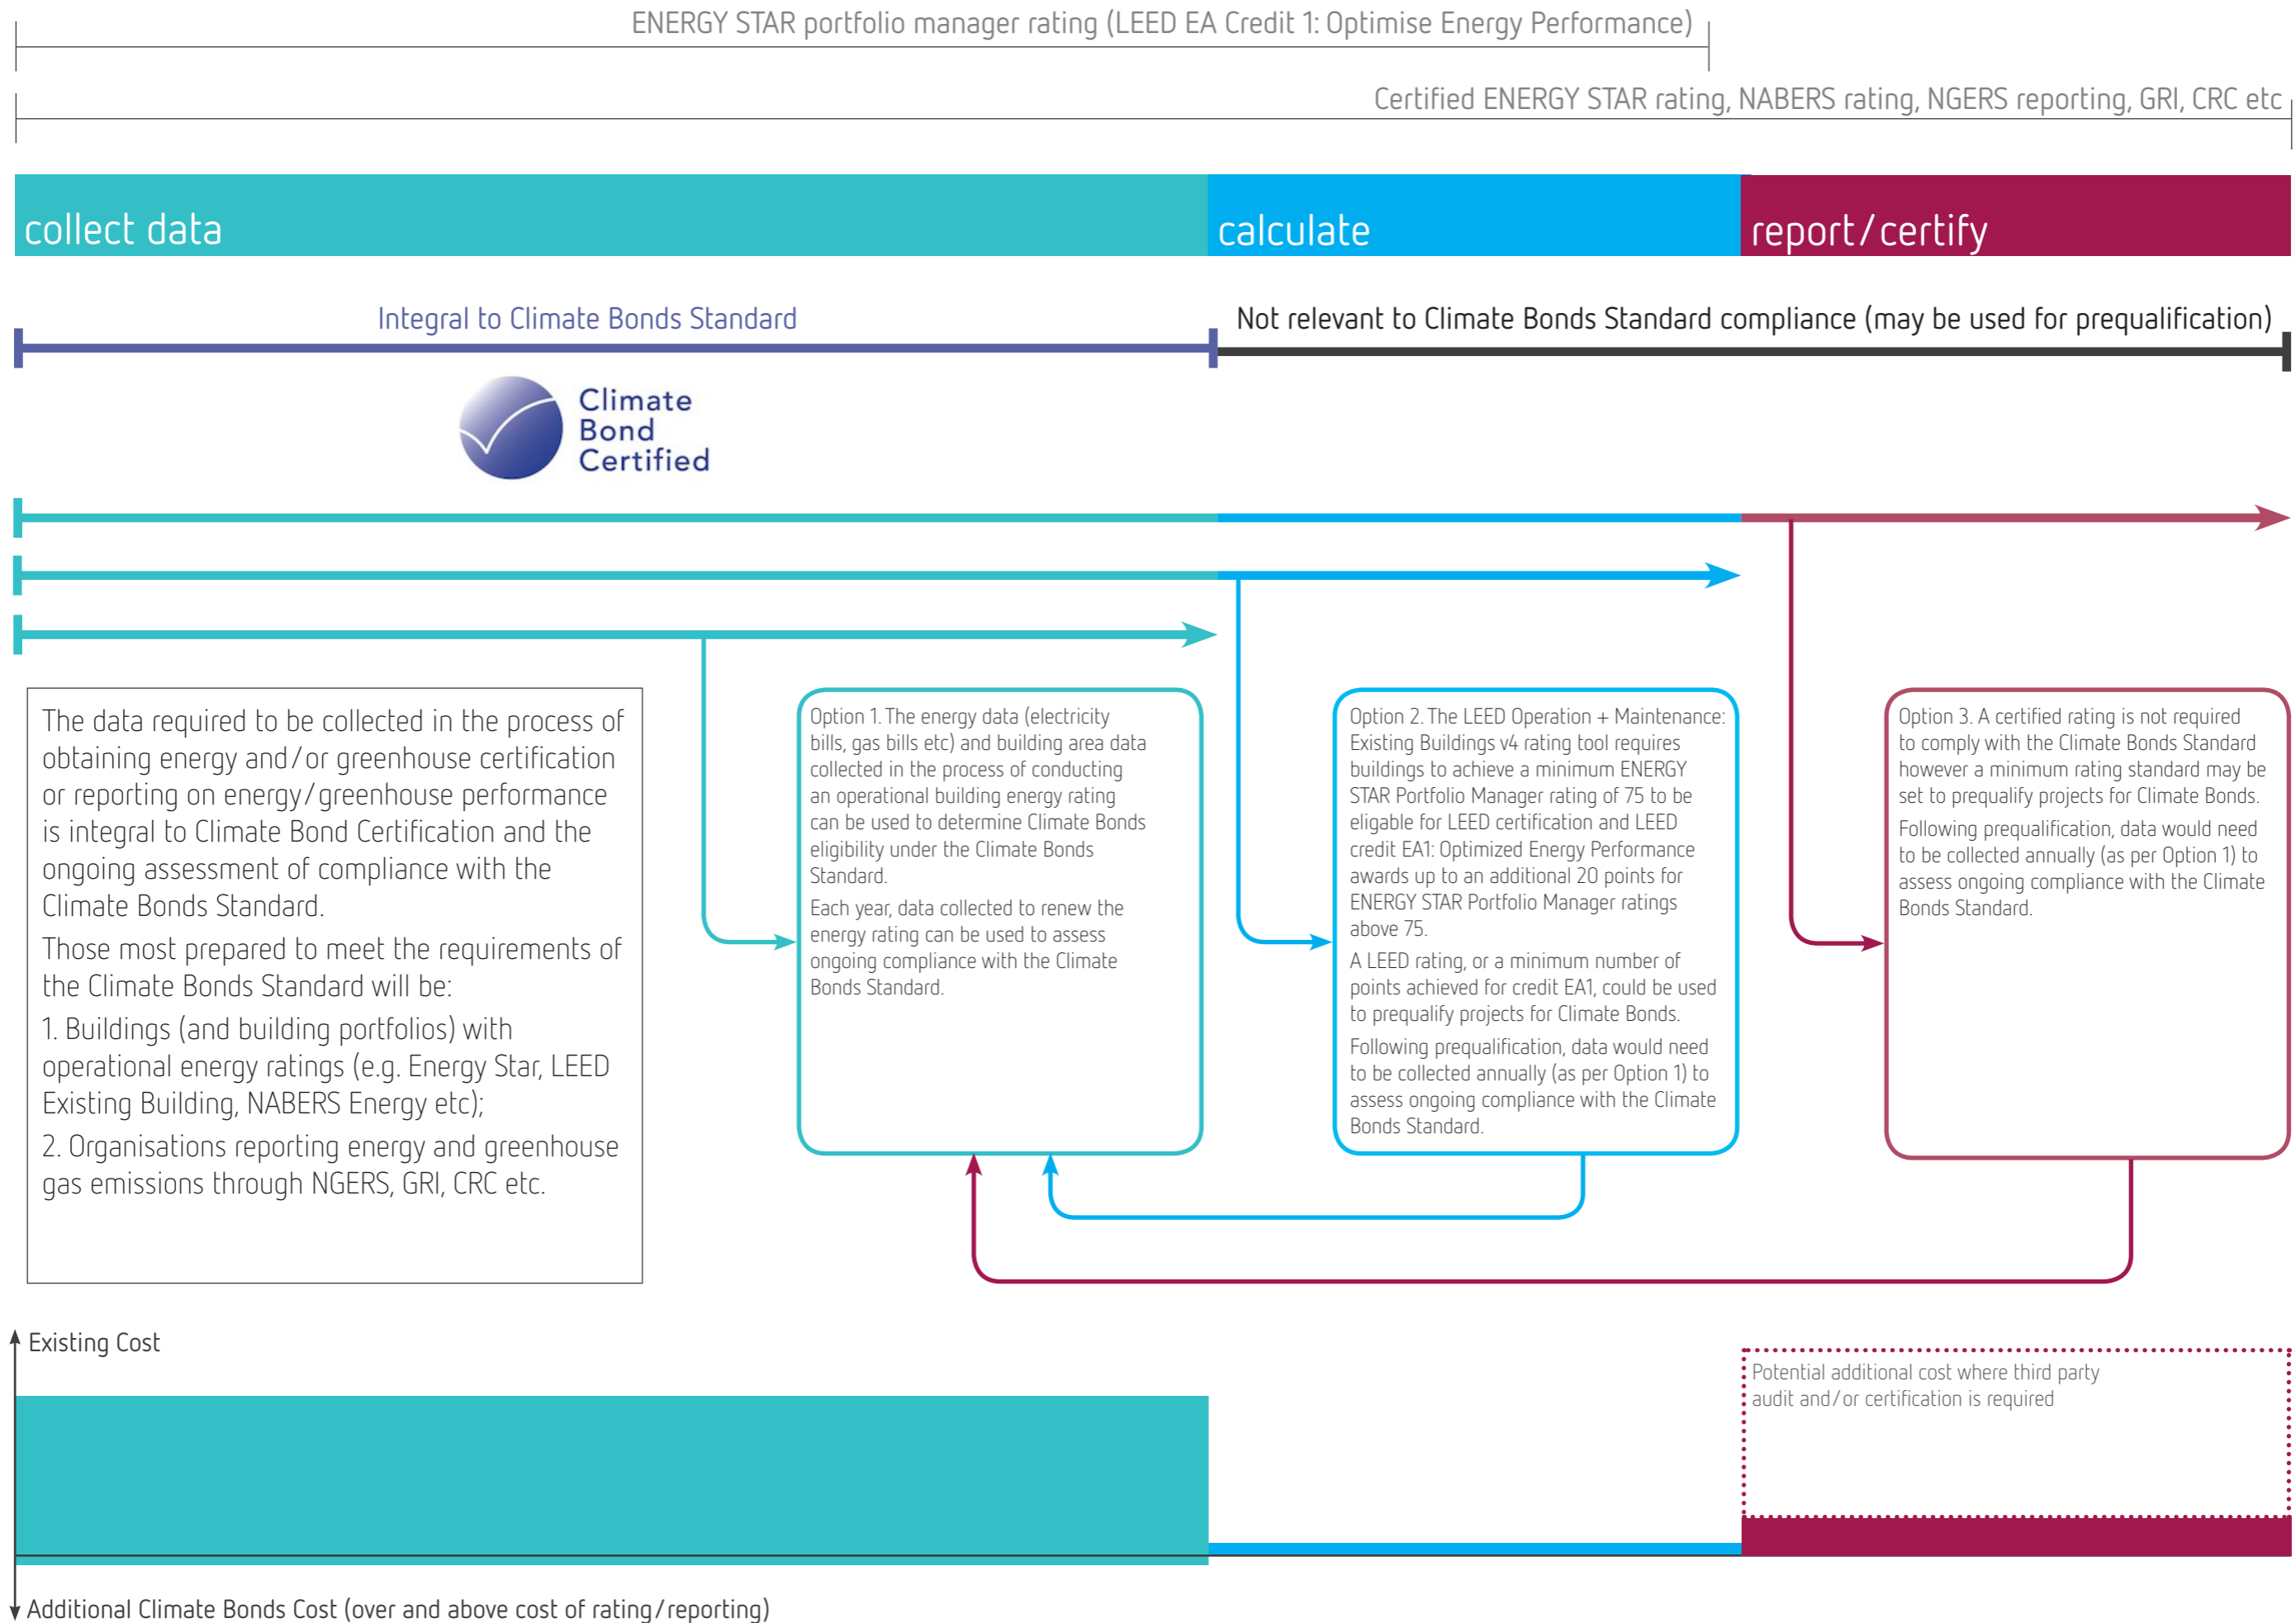 ENERGY STAR portfolio manager rating (LEED EA Credit 1: Optimise Energy Performance)
Certified ENERGY STAR rating, NABERS rating, NGERS reporting, GRI, CRC etc
collect data
calculate
report/certify
Integral to Climate Bonds Standard
Not relevant to Climate Bonds Standard compliance (may be used for prequalification)
Climate
Bond
Certified
The data required to be collected in the process of
obtaining energy and/or greenhouse certification
or reporting on energy/greenhouse performance
is integral to Climate Bond Certification and the
ongoing assessment of compliance with the
Climate Bonds Standard.
Those most prepared to meet the requirements of
the Climate Bonds Standard will be:
1. Buildings (and building portfolios) with
operational energy ratings (e.g. Energy Star, LEED
Existing Building, NABERS Energy etc);
2. Organisations reporting energy and greenhouse
gas emissions through NGERS, GRI, CRC etc.
Option 1. The energy data (electricity
bills, gas bills etc) and building area data
collected in the process of conducting
an operational building energy rating
can be used to determine Climate Bonds
eligibility under the Climate Bonds
Standard.
Each year, data collected to renew the
energy rating can be used to assess
ongoing compliance with the Climate
Bonds Standard.
Option 2. The LEED Operation + Maintenance:
Existing Buildings v4 rating tool requires
buildings to achieve a minimum ENERGY
STAR Portfolio Manager rating of 75 to be
eligable for LEED certification and LEED
credit EA1: Optimized Energy Performance
awards up to an additional 20 points for
ENERGY STAR Portfolio Manager ratings
above 75.
A LEED rating, or a minimum number of
points achieved for credit EA1, could be used
to prequalify projects for Climate Bonds.
Following prequalification, data would need
to be collected annually (as per Option 1) to
assess ongoing compliance with the Climate
Bonds Standard.
Option 3. A certified rating is not required
to comply with the Climate Bonds Standard
however a minimum rating standard may be
set to prequalify projects for Climate Bonds.
Following prequalification, data would need
to be collected annually (as per Option 1) to
assess ongoing compliance with the Climate
Bonds Standard.
Existing Cost
Potential additional cost where third party
audit and/or certification is required
Additional Climate Bonds Cost (over and above cost of rating/reporting)